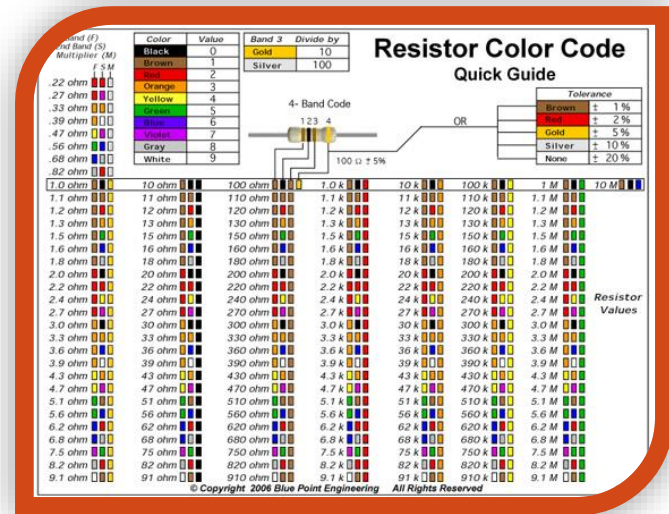 Resistor Color Code
Quick Guide
Band (F)
end Band (S)
Multiplier (M)
F S M
Color Value
Black 0
Brown 1
Red 2
Orange 3
Yellow 4
Green 5
Blue 6
Violet 7
Gray 8
White 9
Band 3 Divide by
Gold 10
Silver 100
4- Band Code
1 2 3 4
100 Ω ± 5%
OR
Tolerance
Brown ± 1%
Red ± 2%
Gold ± 5%
Silver ± 10%
None ± 20%
.22 ohm
.27 ohm
.33 ohm
.39 ohm
.47 ohm
.56 ohm
.68 ohm
.82 ohm
1.0 ohm 10 ohm 100 ohm 1.0 k 10 k 100 k 1 M 10 M
1.1 ohm 11 ohm 110 ohm 1.1 k 11 k 110 k 1.1 M
1.2 ohm 12 ohm 120 ohm 1.2 k 12 k 120 k 1.2 M
1.3 ohm 13 ohm 130 ohm 1.3 k 13 k 130 k 1.3 M
1.5 ohm 15 ohm 150 ohm 1.5 k 15 k 150 k 1.5 M
1.6 ohm 16 ohm 160 ohm 1.6 k 16 k 160 k 1.6 M
1.8 ohm 18 ohm 180 ohm 1.8 k 18 k 180 k 1.8 M
2.0 ohm 20 ohm 200 ohm 2.0 k 20 k 200 k 2.0 M
2.2 ohm 22 ohm 220 ohm 2.2 k 22 k 220 k 2.2 M
2.4 ohm 24 ohm 240 ohm 2.4 k 24 k 240 k 2.4 M
2.7 ohm 27 ohm 270 ohm 2.7 k 27 k 270 k 2.7 M
3.0 ohm 30 ohm 300 ohm 3.0 k 30 k 300 k 3.0 M
3.3 ohm 33 ohm 330 ohm 3.3 k 33 k 330 k 3.3 M
3.6 ohm 36 ohm 360 ohm 3.6 k 36 k 360 k 3.6 M
3.9 ohm 39 ohm 390 ohm 3.9 k 39 k 390 k 3.9 M
4.3 ohm 43 ohm 430 ohm 4.3 k 43 k 430 k 4.3 M
4.7 ohm 47 ohm 470 ohm 4.7 k 47 k 470 k 4.7 M
5.1 ohm 51 ohm 510 ohm 5.1 k 51 k 510 k 5.1 M
5.6 ohm 56 ohm 560 ohm 5.6 k 56 k 560 k 5.6 M
6.2 ohm 62 ohm 620 ohm 6.2 k 62 k 620 k 6.2 M
6.8 ohm 68 ohm 680 ohm 6.8 k 68 k 680 k 6.8 M
7.5 ohm 75 ohm 750 ohm 7.5 k 75 k 750 k 7.5 M
8.2 ohm 82 ohm 820 ohm 8.2 k 82 k 820 k 8.2 M
9.1 ohm 91 ohm 910 ohm 9.1 k 91 k 910 k 9.1 M
Resistor
Values
© Copyright 2006 Blue Point Engineering All Rights Reserved